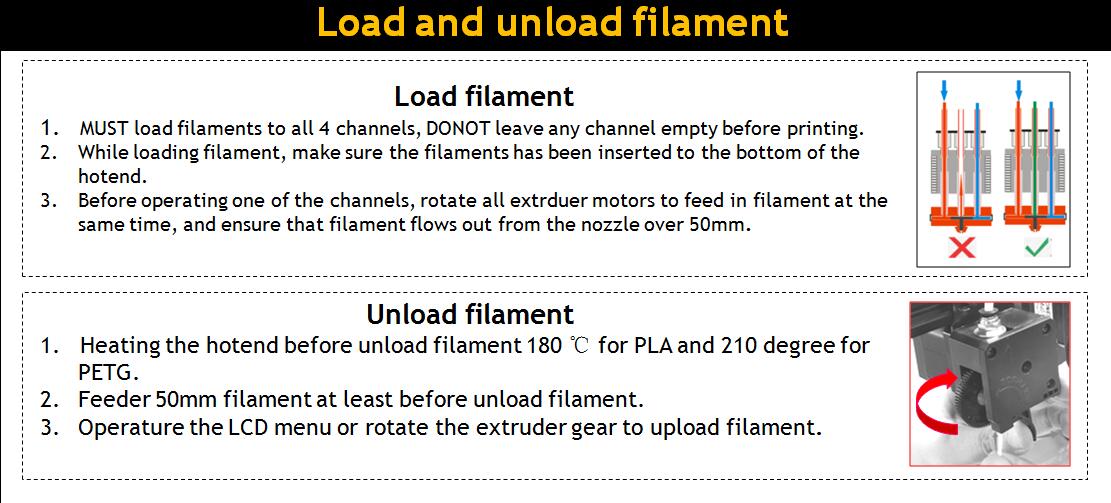 Load and unload filament
Load filament
1. MUST load filaments to all 4 channels, DONOT leave any channel empty before printing.
2. While loading filament, make sure the filaments has been inserted to the bottom of the
hotend.
3. Before operating one of the channels, rotate all extrduer motors to feed in filament at the
same time, and ensure that filament flows out from the nozzle over 50mm.
Unload filament
1. Heating the hotend before unload filament 180 ℃ for PLA and 210 degree for
PETG.
2. Feeder 50mm filament at least before unload filament.
3. Operature the LCD menu or rotate the extruder gear to upload filament.